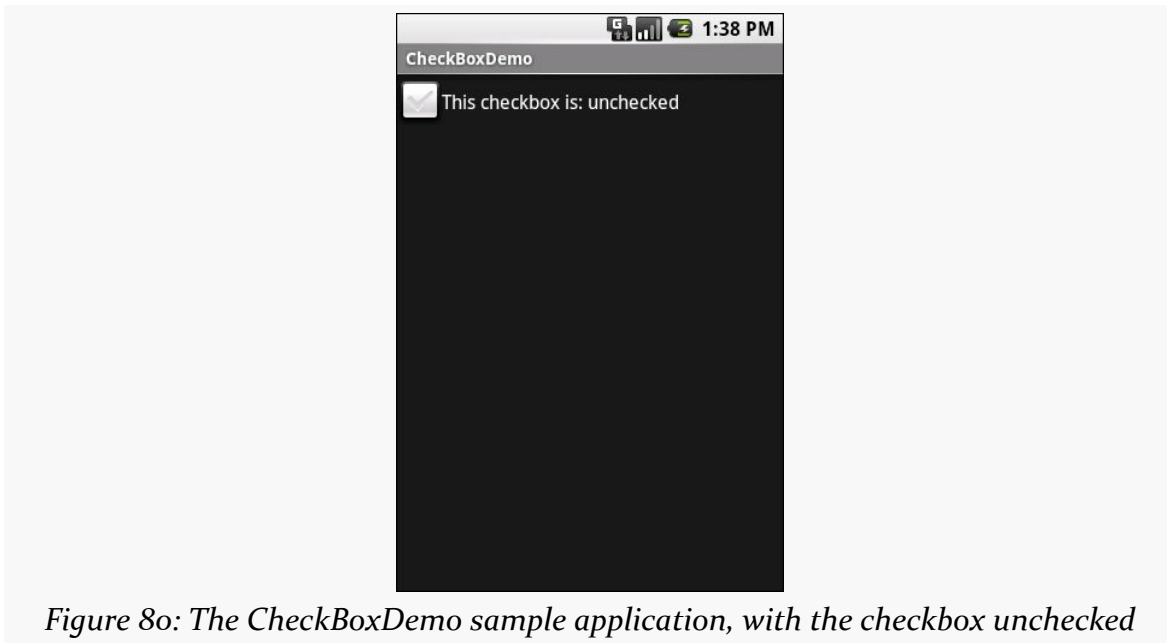 G
1:38 PM
CheckBoxDemo
This checkbox is: unchecked
Figure 80: The CheckBoxDemo sample application, with the checkbox unchecked